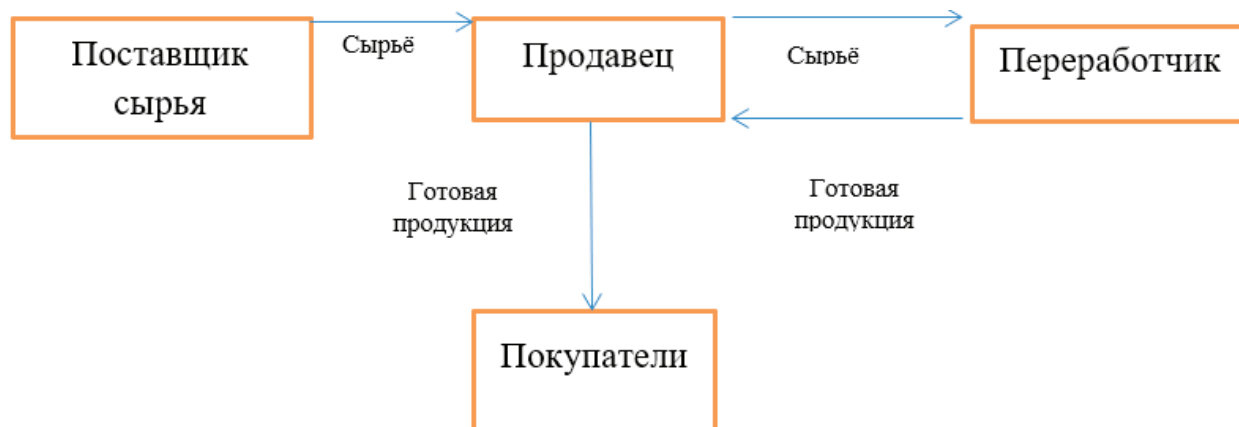 Поставщик
сырья
Сырьё
Продавец
Сырьё
Переработчик
Готовая
продукция
Готовая
продукция
Покупатели